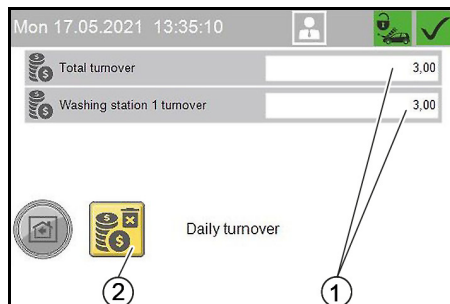 Mon 17.05.2021 13:35:10
Total turnover 3,00
Washing station 1 turnover 3,00
Daily turnover
2 1